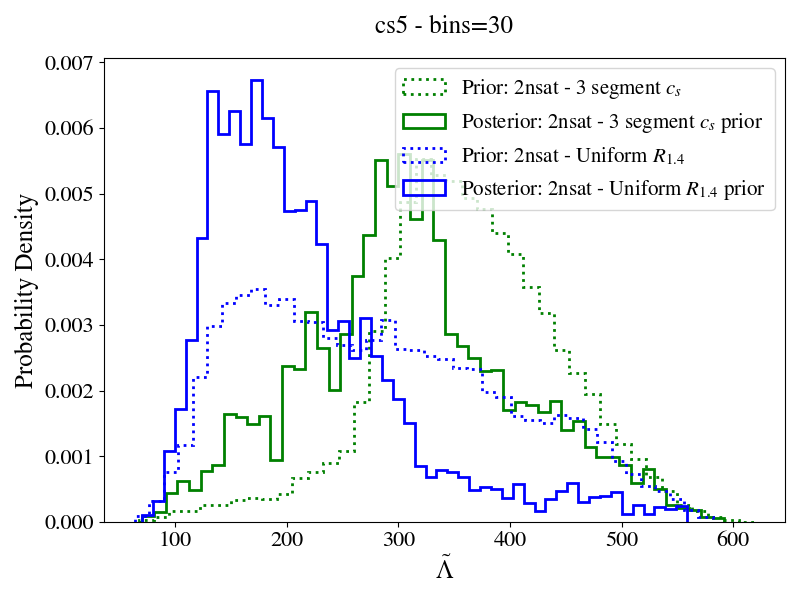 cs5 - bins=30
0.007
0.006
0.005
0.004
0.003
0.002
0.001
0.000
Probability Density
Prior: 2nsat - 3 segment $c_s$
Posterior: 2nsat - 3 segment $c_s$ prior
Prior: 2nsat - Uniform $R_{1.4}$
Posterior: 2nsat - Uniform $R_{1.4}$ prior
100 200 300 400 500 600
$\tilde{\Lambda}$